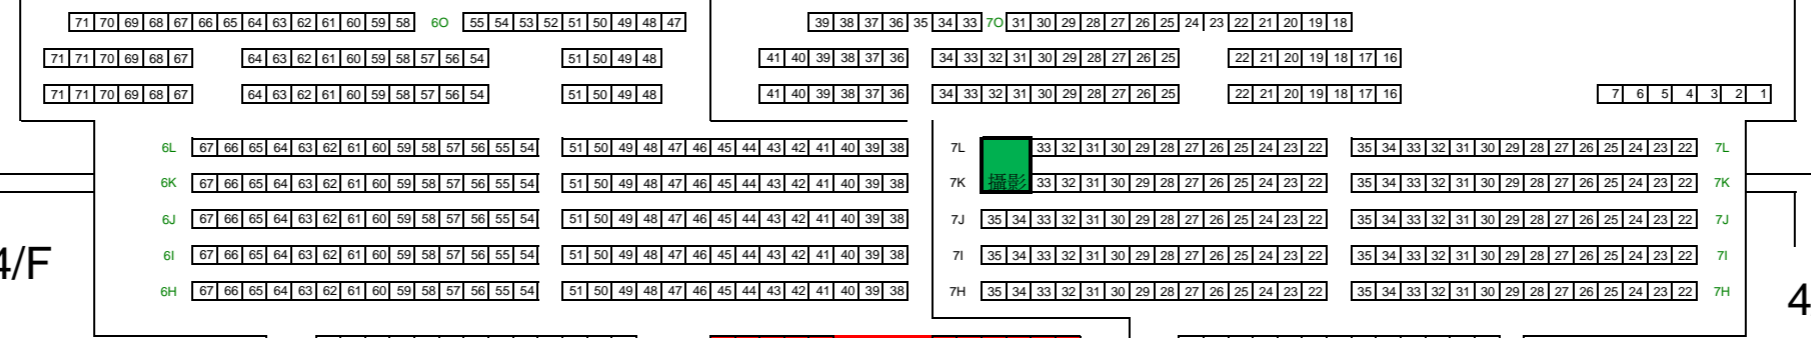 71 71 70 69 68 67 66 65 64 63 62 61 60 59 58 6O 55 54 53 52 51 50 49 48 47 39 38 37 36 35 34 33 7O 31 30 29 28 27 26 25 24 23 22 21 20 19 18
71 71 70 69 68 67 64 63 62 61 60 59 58 57 56 54 51 50 49 48 41 40 39 38 37 36 34 33 32 31 30 29 28 27 26 25 22 21 20 19 18 17 16
71 71 70 69 68 67 64 63 62 61 60 59 58 57 56 54 51 50 49 48 41 40 39 38 37 36 34 33 32 31 30 29 28 27 26 25 22 21 20 19 18 17 16 7 6 5 4 3 2 1
6L 67 66 65 64 63 62 61 60 59 58 57 56 55 54 51 50 49 48 47 46 45 44 43 42 41 40 39 38 7L 33 32 31 30 29 28 27 26 25 24 23 22 35 34 33 32 31 30 29 28 27 26 25 24 23 22 7L
6K 67 66 65 64 63 62 61 60 59 58 57 56 55 54 51 50 49 48 47 46 45 44 43 42 41 40 39 38 7K 攝影 33 32 31 30 29 28 27 26 25 24 23 22 35 34 33 32 31 30 29 28 27 26 25 24 23 22 7K
6J 67 66 65 64 63 62 61 60 59 58 57 56 55 54 51 50 49 48 47 46 45 44 43 42 41 40 39 38 7J 35 34 33 32 31 30 29 28 27 26 25 24 23 22 35 34 33 32 31 30 29 28 27 26 25 24 23 22 7J
6I 67 66 65 64 63 62 61 60 59 58 57 56 55 54 51 50 49 48 47 46 45 44 43 42 41 40 39 38 7I 35 34 33 32 31 30 29 28 27 26 25 24 23 22 35 34 33 32 31 30 29 28 27 26 25 24 23 22 7I
4/F
6H 67 66 65 64 63 62 61 60 59 58 57 56 55 54 51 50 49 48 47 46 45 44 43 42 41 40 39 38 7H 35 34 33 32 31 30 29 28 27 26 25 24 23 22 35 34 33 32 31 30 29 28 27 26 25 24 23 22 7H
4